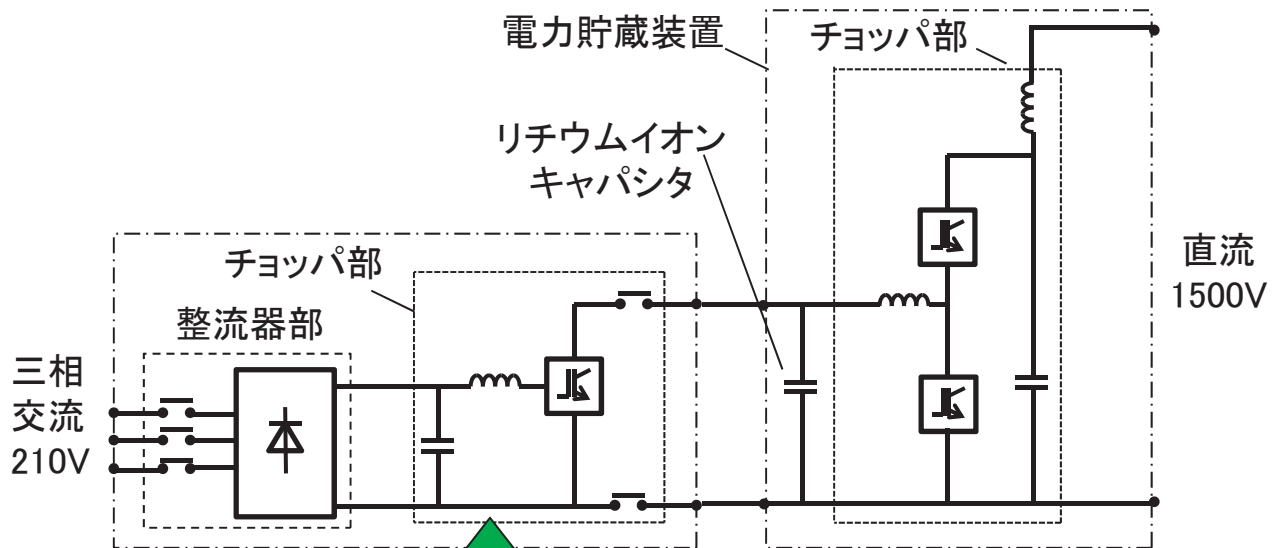 電力貯蔵装置
チョッパ部
リチウムイオン
キャパシタ
直流
1500V
チョッパ部
整流器部
三相
交流
210V